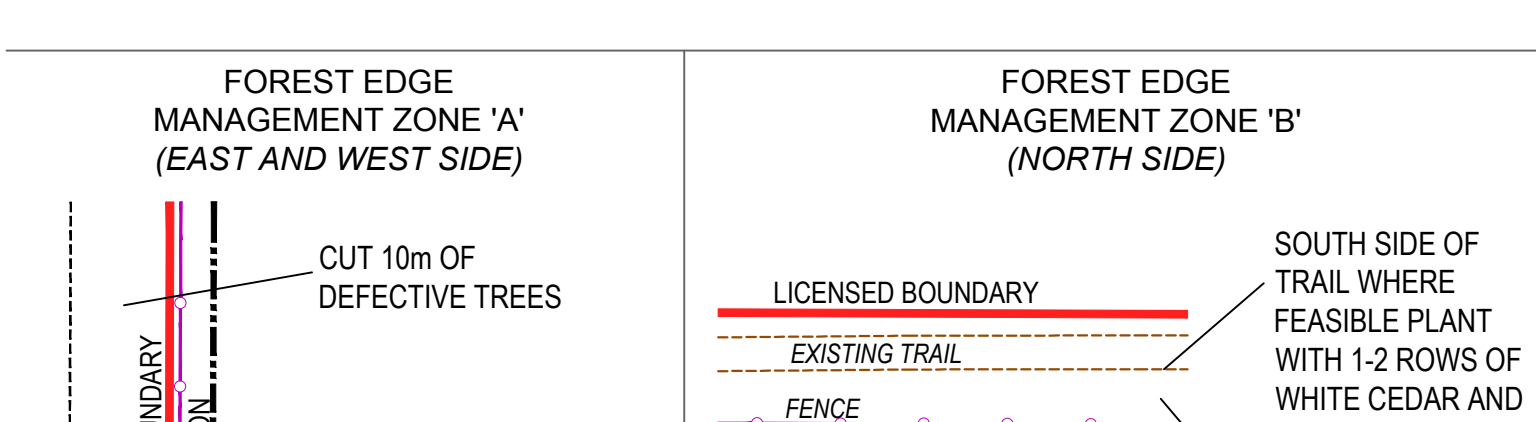 FOREST EDGE
MANAGEMENT ZONE 'A'
(EAST AND WEST SIDE)
CUT 10m OF
DEFECTIVE TREES
FOREST EDGE
MANAGEMENT ZONE 'B'
(NORTH SIDE)
LICENSED BOUNDARY
EXISTING TRAIL
FENCE
SOUTH SIDE OF
TRAIL WHERE
FEASIBLE PLANT
WITH 1-2 ROWS OF
WHITE CEDAR AND